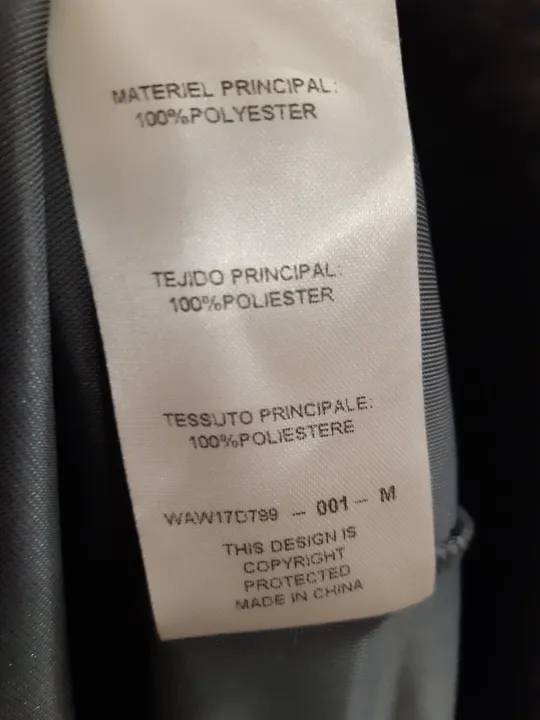 MATERIEL PRINCIPAL:
100%POLYESTER
TEJIDO PRINCIPAL:
100%POLIESTER
TESSUTO PRINCIPALE:
100%POLIESTERE
WAW17DT99 - 001 - M
THIS DESIGN IS
COPYRIGHT
PROTECTED
MADE IN CHINA